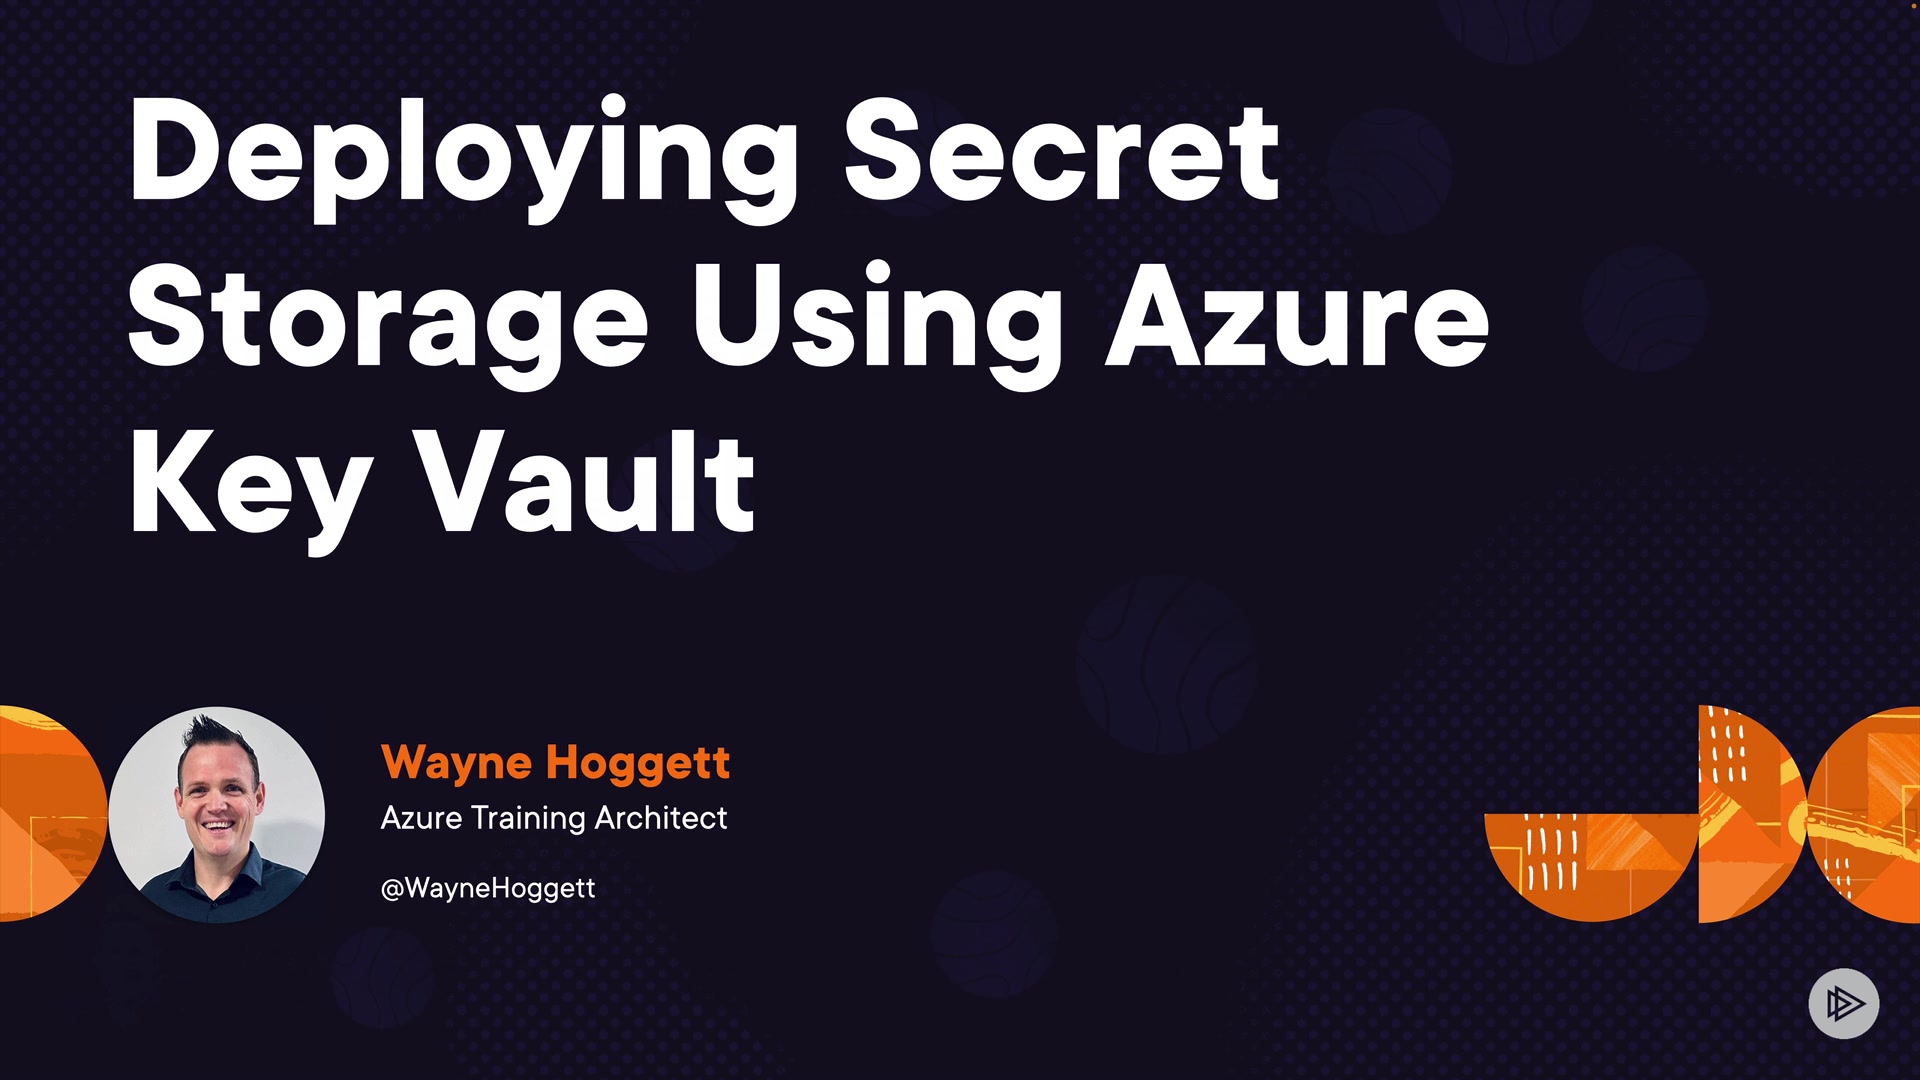 Deploying Secret
Storage Using Azure
Key Vault
Wayne Hoggett
Azure Training Architect
@WayneHoggett